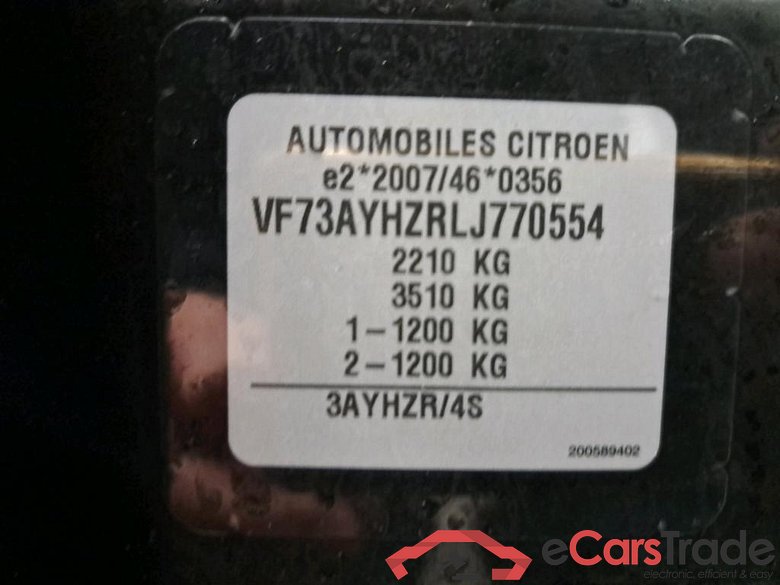 AUTOMOBILES CITROEN
e2*2007/46*0356
VF73AYHZRLJ770554
2210 KG
3510 KG
1-1200 KG
2-1200 KG
3AYHZR/4S
200589402
eCarsTrade
electronic, efficient & easy